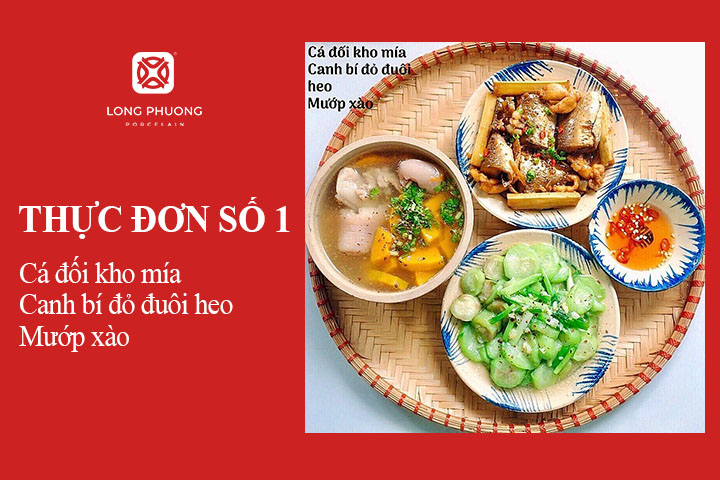 LONG PHUONG
PORCELAIN
THỰC ĐƠN SỐ 1
Cá đối kho mía
Canh bí đỏ đuôi heo
Mướp xào
Cá đối kho mía
Canh bí đỏ đuôi
heo
Mướp xào